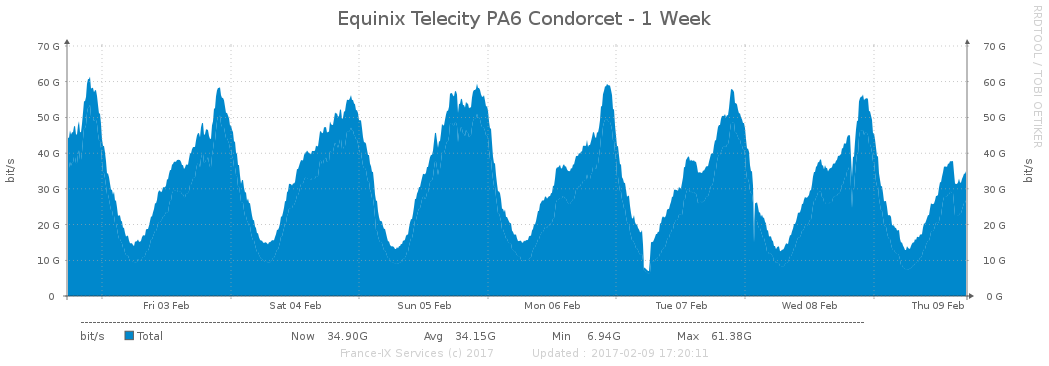 Equinix Telecity PA6 Condorcet - 1 Week
RRDTOOL / TOBI OETIKER
bit/s
70 G
60 G
50 G
40 G
30 G
20 G
10 G
0
70 G
60 G
50 G
40 G
30 G
20 G
10 G
0 G
bit/s
Fri 03 Feb Sat 04 Feb Sun 05 Feb Mon 06 Feb Tue 07 Feb Wed 08 Feb Thu 09 Feb
bit/s Total Now 34.90G Avg 34.15G Min 6.94G Max 61.38G
France-IX Services (c) 2017 Updated : 2017-02-09 17:20:11